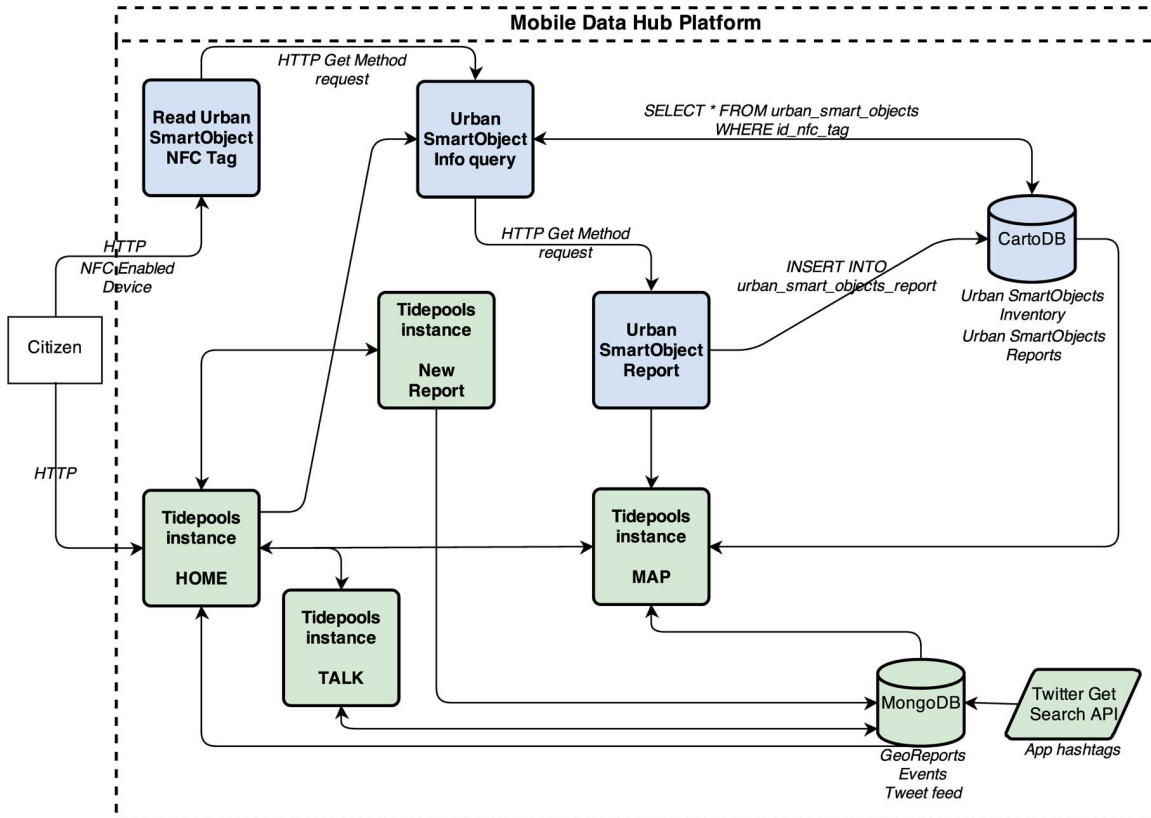 Mobile Data Hub Platform
HTTP Get Method
request
Read Urban
SmartObject
NFC Tag
Urban
SmartObject
Info query
SELECT * FROM urban_smart_objects
WHERE id_nfc_tag
HTTP
NFC Enabled
Device
HTTP Get Method
request
CartoDB
INSERT INTO
urban_smart_objects_report
Urban SmartObjects
Inventory
Urban SmartObjects
Reports
Citizen
Tidepools
instance
New
Report
Urban
SmartObject
Report
HTTP
Tidepools
instance
HOME
Tidepools
instance
MAP
Tidepools
instance
TALK
MongoDB
Twitter Get
Search API
App hashtags
GeoReports
Events
Tweet feed